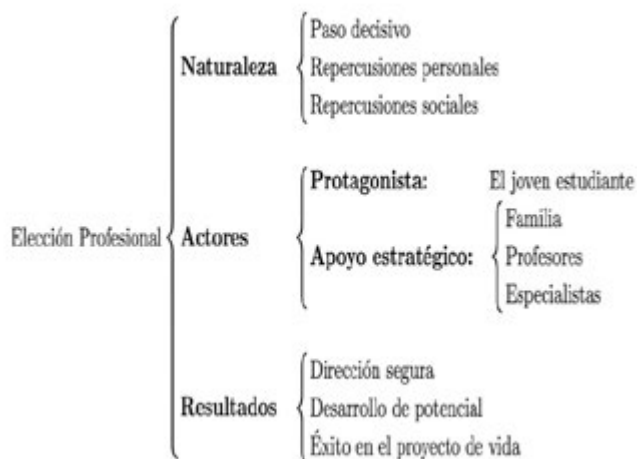 Elección Profesional
Naturaleza
Paso decisivo
Repercusiones personales
Repercusiones sociales
Actores
Protagonista: El joven estudiante
Apoyo estratégico:
Familia
Profesores
Especialistas
Resultados
Dirección segura
Desarrollo de potencial
Éxito en el proyecto de vida